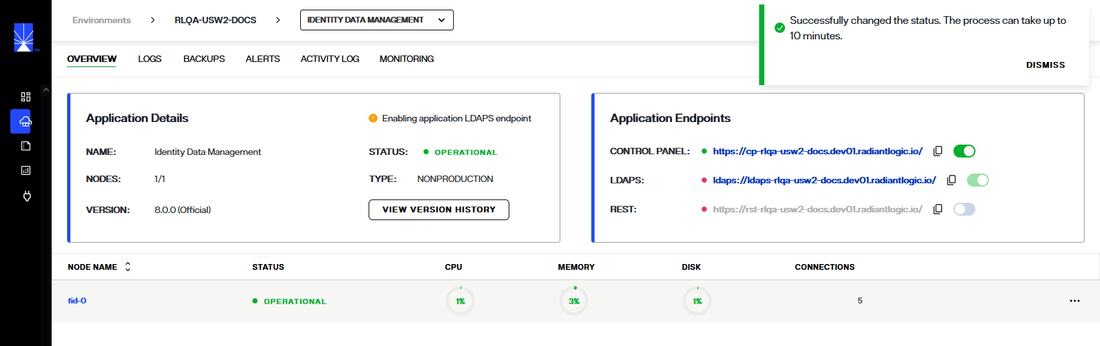 Environments > RLQA-USW2-DOCS > IDENTITY DATA MANAGEMENT
Successfully changed the status. The process can take up to
10 minutes.
DISMISS
OVERVIEW LOGS BACKUPS ALERTS ACTIVITY LOG MONITORING
Application Details
Enabling application LDAPS endpoint
NAME: Identity Data Management
STATUS: OPERATIONAL
NODES: 1/1
TYPE: NONPRODUCTION
VERSION: 8.0.0 (Official)
VIEW VERSION HISTORY
Application Endpoints
CONTROL PANEL: https://cp-rlqa-usw2-docs.dev01.radiantlogic.io/
LDAPS: ldaps://ldaps-rlqa-usw2-docs.dev01.radiantlogic.io/
REST: https://rst-rlqa-usw2-docs.dev01.radiantlogic.io/
NODE NAME STATUS CPU MEMORY DISK CONNECTIONS
fid-0 OPERATIONAL 1% 3% 1% 5